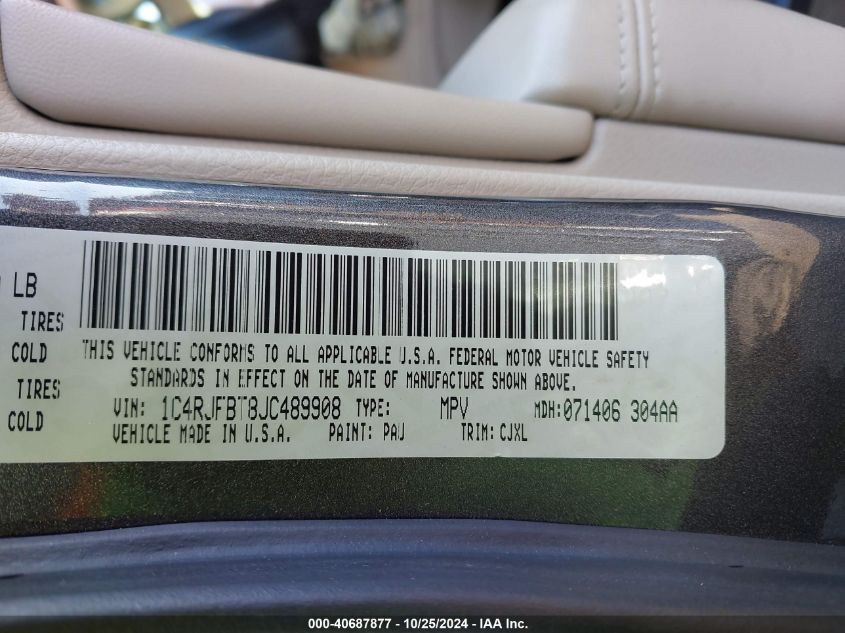 LB
TIRES
COLD
TIRES
COLD
THIS VEHICLE CONFORMS TO ALL APPLICABLE U.S.A. FEDERAL MOTOR VEHICLE SAFETY
STANDARDS IN EFFECT ON THE DATE OF MANUFACTURE SHOWN ABOVE.
VIN: 1C4RJFBT8JC489908 TYPE: MPV MDH:071406 304AA
VEHICLE MADE IN U.S.A. PAINT: PAU TRIM: CJXL
000-40687877 - 10/25/2024 - IAA Inc.